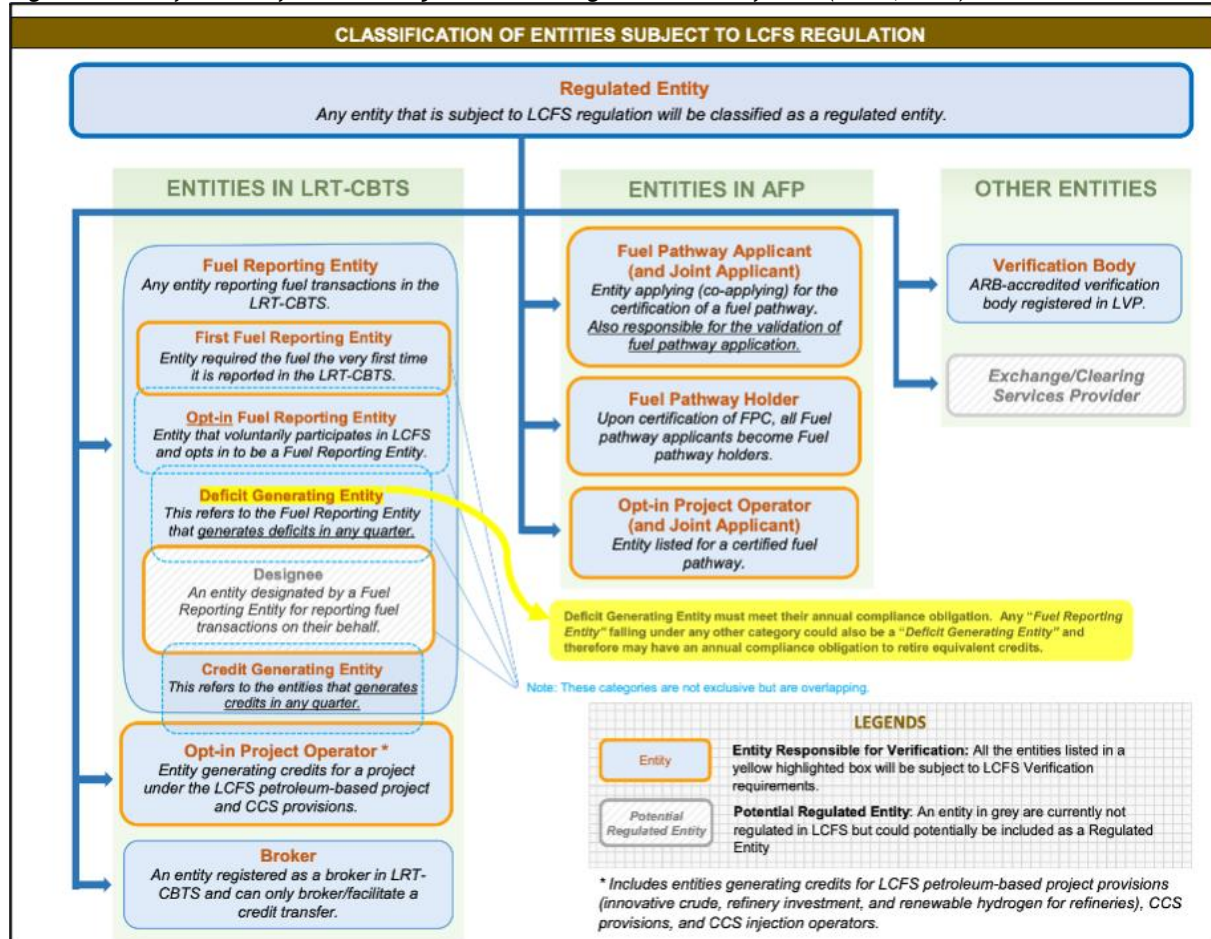 CLASSIFICATION OF ENTITIES SUBJECT TO LCFS REGULATION
Regulated Entity
Any entity that is subject to LCFS regulation will be classified as a regulated entity.
ENTITIES IN LRT-CBTS
Fuel Reporting Entity
Any entity reporting fuel transactions in the
LRT-CBTS.
First Fuel Reporting Entity
Entity required the fuel the very first time
it is reported in the LRT-CBTS.
Opt-in Fuel Reporting Entity
Entity that voluntarily participates in LCFS
and opts in to be a Fuel Reporting Entity.
Deficit Generating Entity
This refers to the Fuel Reporting Entity
that generates deficits in any quarter.
Designee
An entity designated by a Fuel
Reporting Entity for reporting fuel
transactions on their behalf.
Credit Generating Entity
This refers to the entities that generates
credits in any quarter.
Opt-in Project Operator *
Entity generating credits for a project
under the LCFS petroleum-based project
and CCS provisions.
Broker
An entity registered as a broker in LRT-
CBTS and can only broker/facilitate a
credit transfer.
ENTITIES IN AFP
Fuel Pathway Applicant
(and Joint Applicant)
Entity applying (co-applying) for the
certification of a fuel pathway.
Also responsible for the validation of
fuel pathway application.
Fuel Pathway Holder
Upon certification of FPC, all Fuel
pathway applicants become Fuel
pathway holders.
Opt-in Project Operator
(and Joint Applicant)
Entity listed for a certified fuel
pathway.
OTHER ENTITIES
Verification Body
ARB-accredited verification
body registered in LVP.
Exchange/Clearing
Services Provider
Deficit Generating Entity must meet their annual compliance obligation. Any "Fuel Reporting
Entity" falling under any other category could also be a "Deficit Generating Entity" and
therefore may have an annual compliance obligation to retire equivalent credits.
Note: These categories are not exclusive but are overlapping.
LEGENDS
Entity
Entity Responsible for Verification: All the entities listed in a
yellow highlighted box will be subject to LCFS Verification
requirements.
Potential
Regulated Entity
Potential Regulated Entity: An entity in grey are currently not
regulated in LCFS but could potentially be included as a Regulated
Entity
* Includes entities generating credits for LCFS petroleum-based project provisions
(innovative crude, refinery investment, and renewable hydrogen for refineries), CCS
provisions, and CCS injection operators.